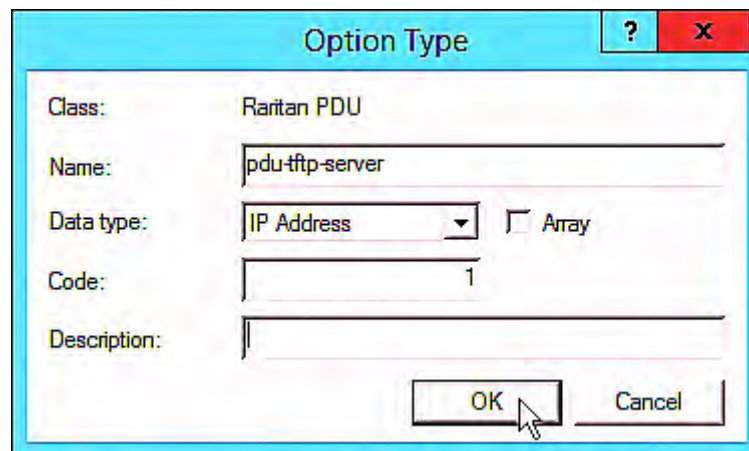 Option Type
?
x
Class: Raritan PDU
Name: pdu-tftp-server
Data type: IP Address Array
Code: 1
Description:
OK Cancel